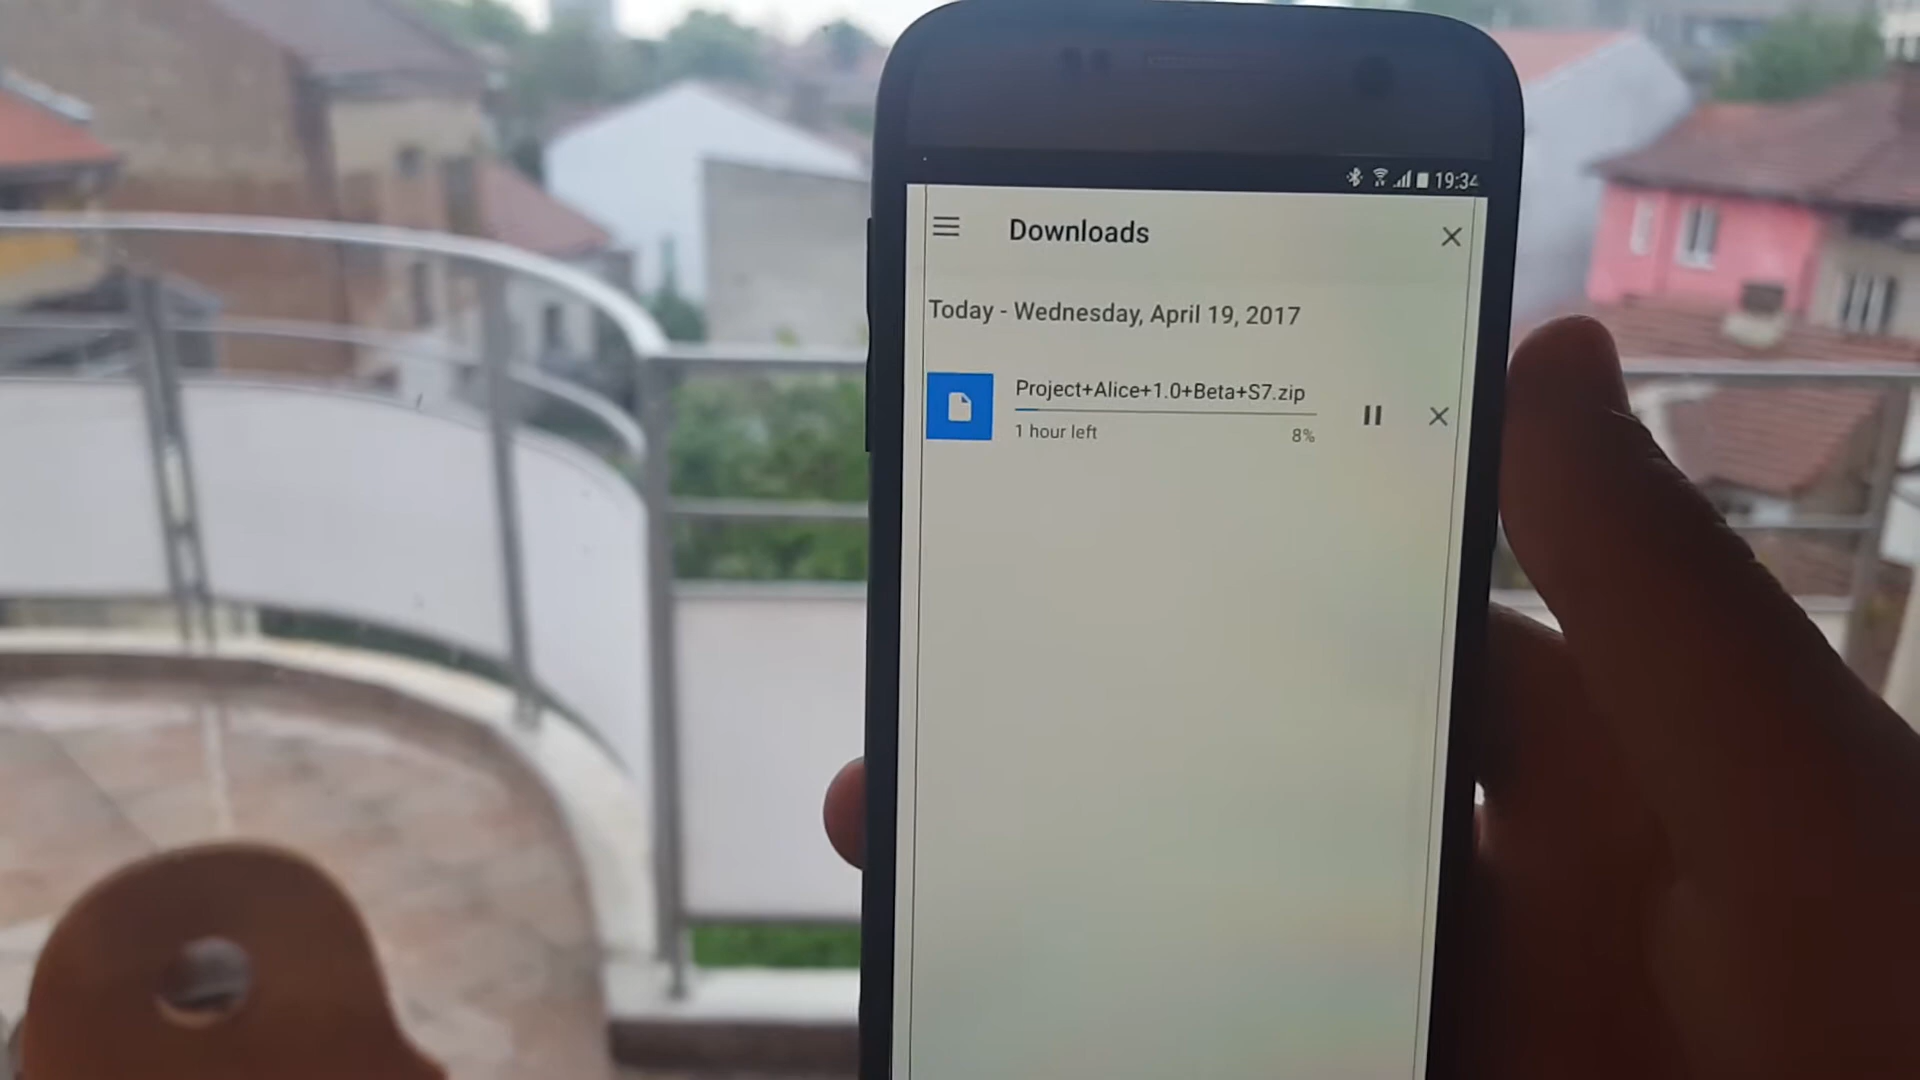 19:34
Downloads
Today - Wednesday, April 19, 2017
Project+Alice+1.0+Beta+S7.zip
1 hour left
8%